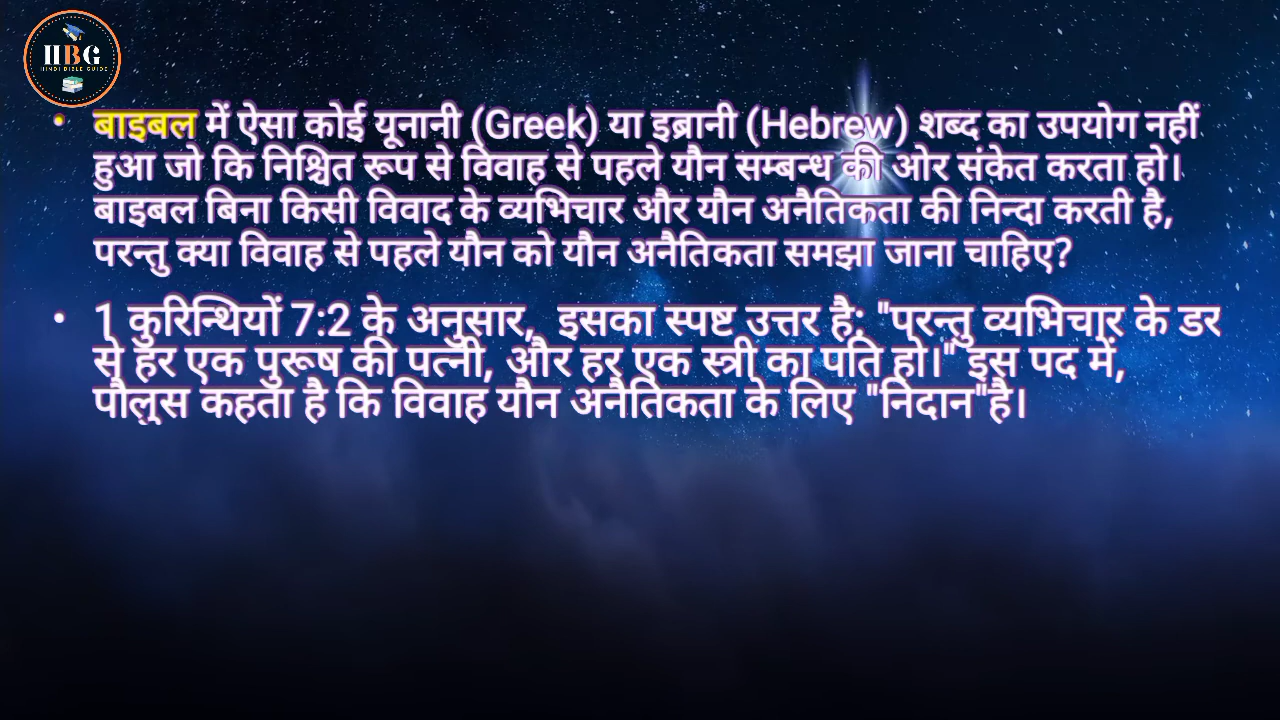 HBG
HINDI BIBLE GUIDE
• बाइबल में ऐसा कोई यूनानी (Greek) या इब्रानी (Hebrew) शब्द का उपयोग नहीं
हुआ जो कि निश्चित रूप से विवाह से पहले यौन सम्बन्ध की ओर संकेत करता हो।
बाइबल बिना किसी विवाद के व्यभिचार और यौन अनैतिकता की निन्दा करती है,
परन्तु क्या विवाह से पहले यौन को यौन अनैतिकता समझा जाना चाहिए?
• 1 कुरिन्थियों 7:2 के अनुसार, इसका स्पष्ट उत्तर है: "परन्तु व्यभिचार के डर
से हर एक पुरूष की पत्नी, और हर एक स्त्री का पति हो।" इस पद में,
पौलुस कहता है कि विवाह यौन अनैतिकता के लिए "निदान"है।